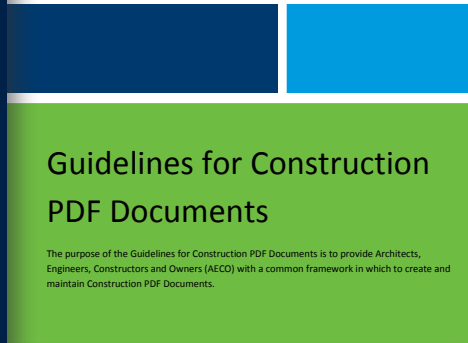 Guidelines for Construction
PDF Documents
The purpose of the Guidelines for Construction PDF Documents is to provide Architects,
Engineers, Constructors and Owners (AECO) with a common framework in which to create and
maintain Construction PDF Documents.